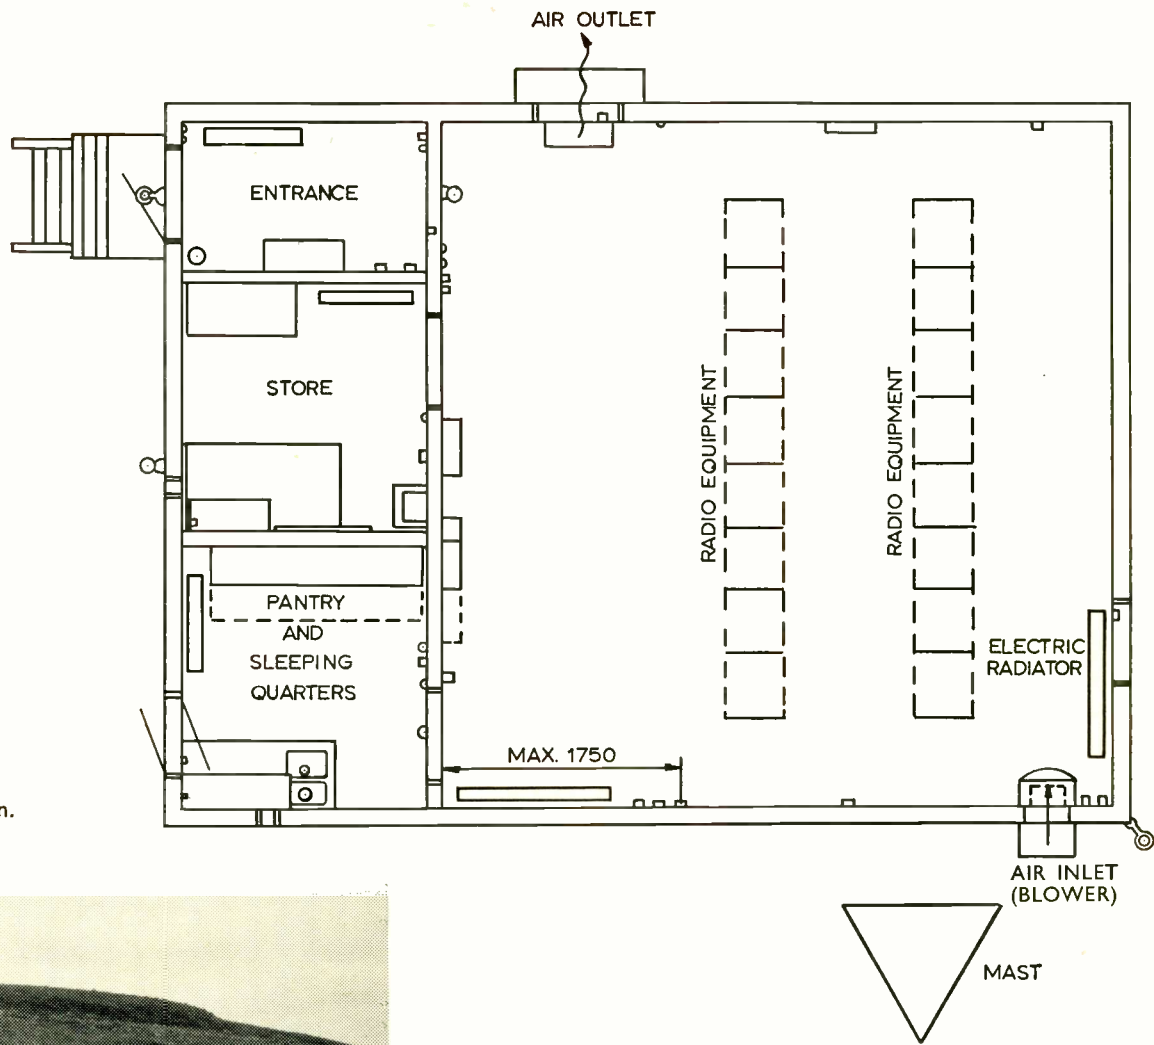 AIR OUTLET
ENTRANCE
STORE
RADIO EQUIPMENT
RADIO EQUIPMENT
PANTRY
AND
SLEEPING
QUARTERS
ELECTRIC
RADIATOR
MAX. 1750
n.
AIR INLET
(BLOWER)
MAST